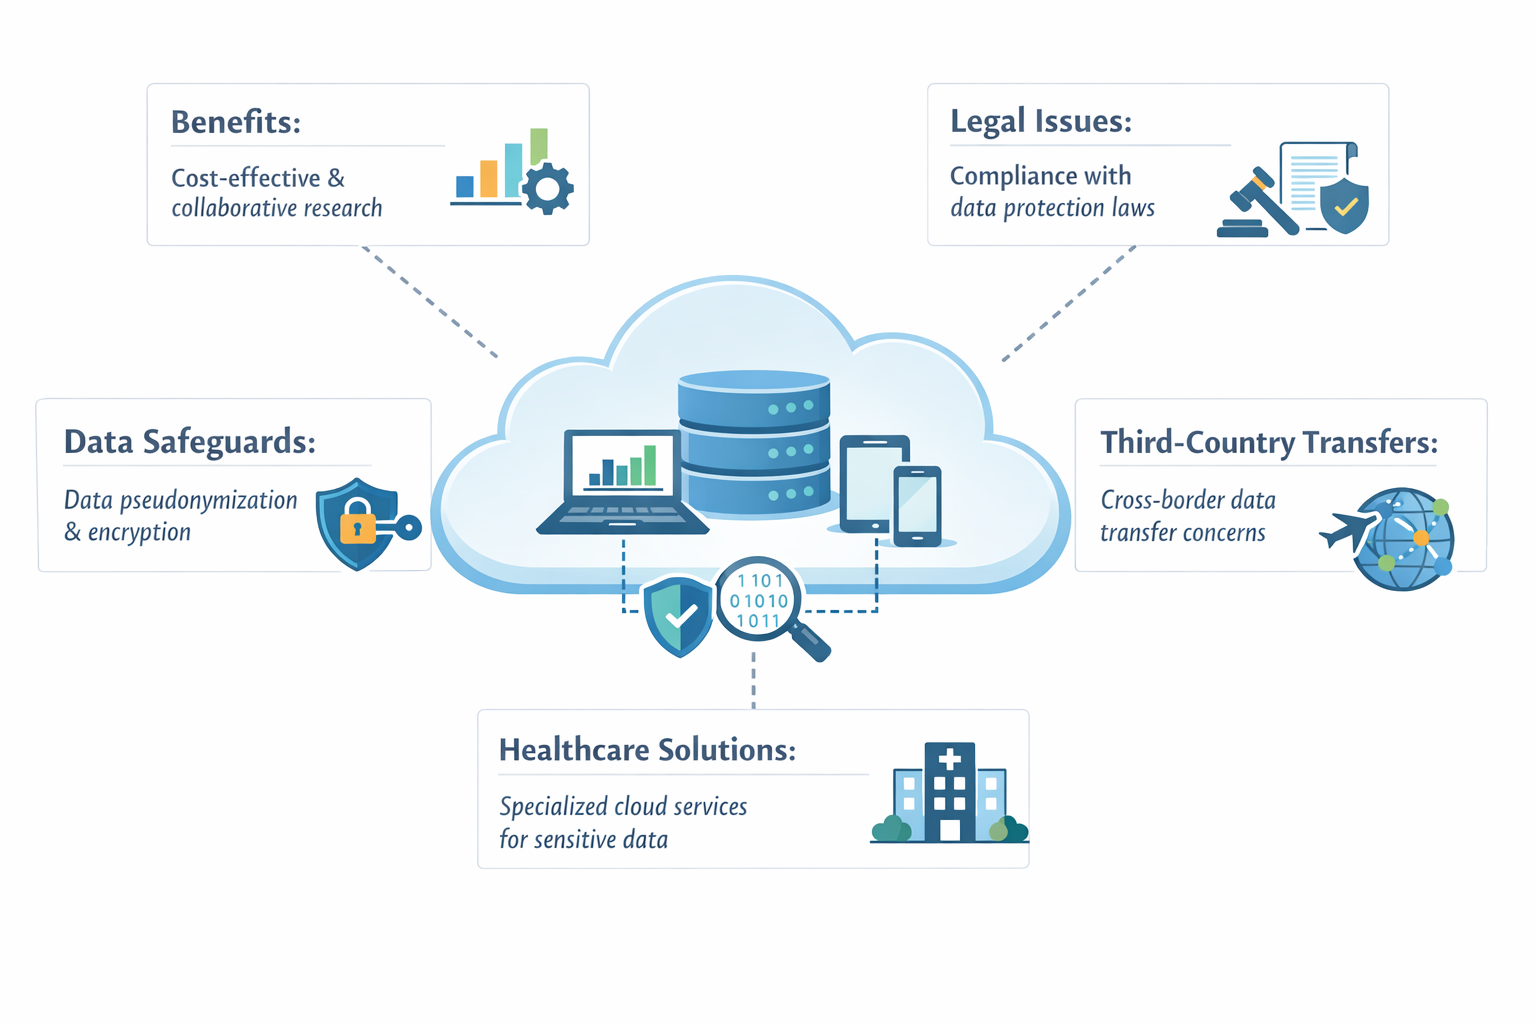 Benefits:
Cost-effective &
collaborative research
Legal Issues:
Compliance with
data protection laws
Data Safeguards:
Data pseudonymization
& encryption
Third-Country Transfers:
Cross-border data
transfer concerns
1101
01010
1011
Healthcare Solutions:
Specialized cloud services
for sensitive data